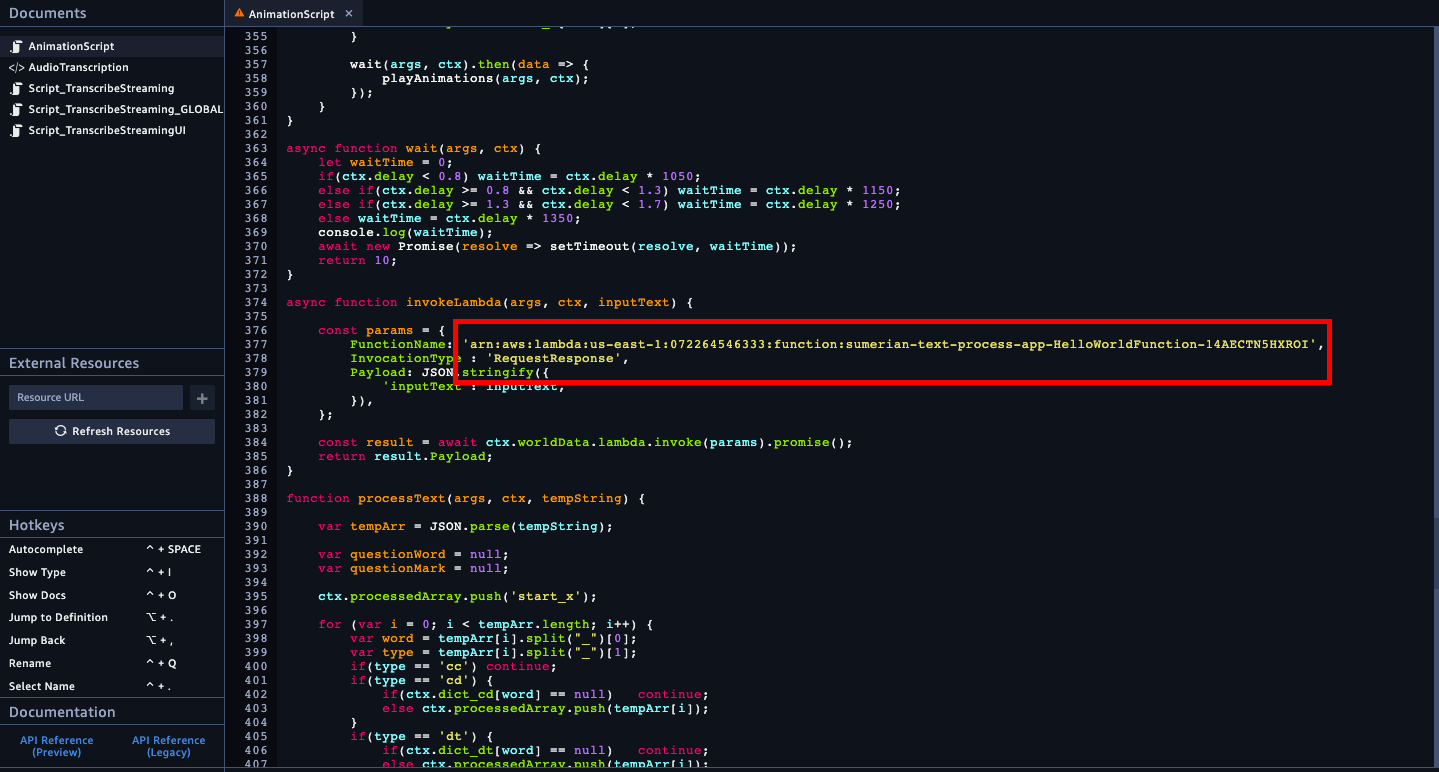 Documents
AnimationScript
</> AudioTranscription
Script_TranscribeStreaming
Script_TranscribeStreaming_GLOBAL
Script_TranscribeStreamingUI
External Resources
Resource URL
+
Refresh Resources
Hotkeys
Autocomplete ^ + SPACE
Show Type ^ + I
Show Docs ^ + O
Jump to Definition ⌥ + .
Jump Back ⌥ + ,
Rename ^ + Q
Select Name ^ + .
Documentation
API Reference (Preview)
API Reference (Legacy)
AnimationScript ×
355 }
356
357 wait(args, ctx).then(data => {
358 playAnimations(args, ctx);
359 });
360 }
361 }
362
363 async function wait(args, ctx) {
364 let waitTime = 0;
365 if(ctx.delay < 0.8) waitTime = ctx.delay * 1050;
366 else if(ctx.delay >= 0.8 && ctx.delay < 1.3) waitTime = ctx.delay * 1150;
367 else if(ctx.delay >= 1.3 && ctx.delay < 1.7) waitTime = ctx.delay * 1250;
368 else waitTime = ctx.delay * 1350;
369 console.log(waitTime);
370 await new Promise(resolve => setTimeout(resolve, waitTime));
371 return 10;
372 }
373
374 async function invokeLambda(args, ctx, inputText) {
375
376 const params = {
377 FunctionName: 'arn:aws:lambda:us-east-1:072264546333:function:sumerian-text-process-app-HelloWorldFunction-14AECTN5HXROI',
378 InvocationType : 'RequestResponse',
379 Payload: JSON.stringify({
380 'inputText': inputText,
381 }),
382 };
383
384 const result = await ctx.worldData.lambda.invoke(params).promise();
385 return result.Payload;
386 }
387
388 function processText(args, ctx, tempString) {
389
390 var tempArr = JSON.parse(tempString);
391
392 var questionWord = null;
393 var questionMark = null;
394
395 ctx.processedArray.push('start_x');
396
397 for (var i = 0; i < tempArr.length; i++) {
398 var word = tempArr[i].split("_")[0];
399 var type = tempArr[i].split("_")[1];
400 if(type == 'cc') continue;
401 if(type == 'cd') {
402 if(ctx.dict_cd[word] == null) continue;
403 else ctx.processedArray.push(tempArr[i]);
404 }
405 if(type == 'dt') {
406 if(ctx.dict_dt[word] == null) continue;
407 else ctx.processedArray.push(tempArr[i]);